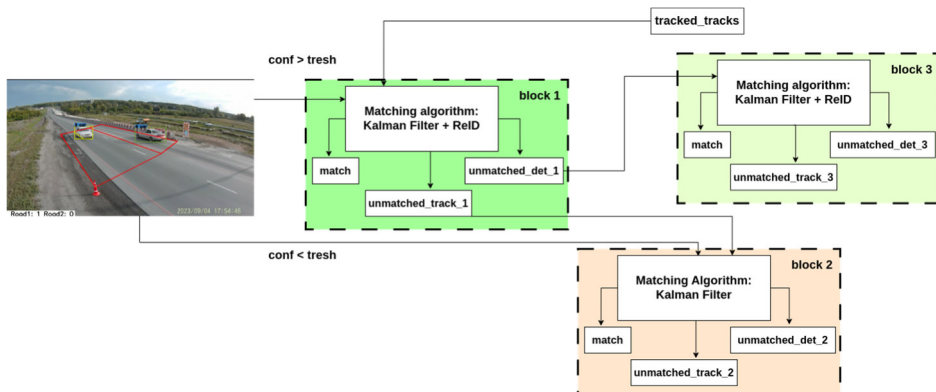 tracked_tracks
conf > tresh
block 1
Matching algorithm:
Kalman Filter + ReID
match
unmatched_det_1
unmatched_track_1
block 3
Matching algorithm:
Kalman Filter + ReID
match
unmatched_det_3
unmatched_track_3
2023/09/04 17:54:45
Road1: 1 Road2: 0
conf < tresh
block 2
Matching Algorithm:
Kalman Filter
match
unmatched_det_2
unmatched_track_2